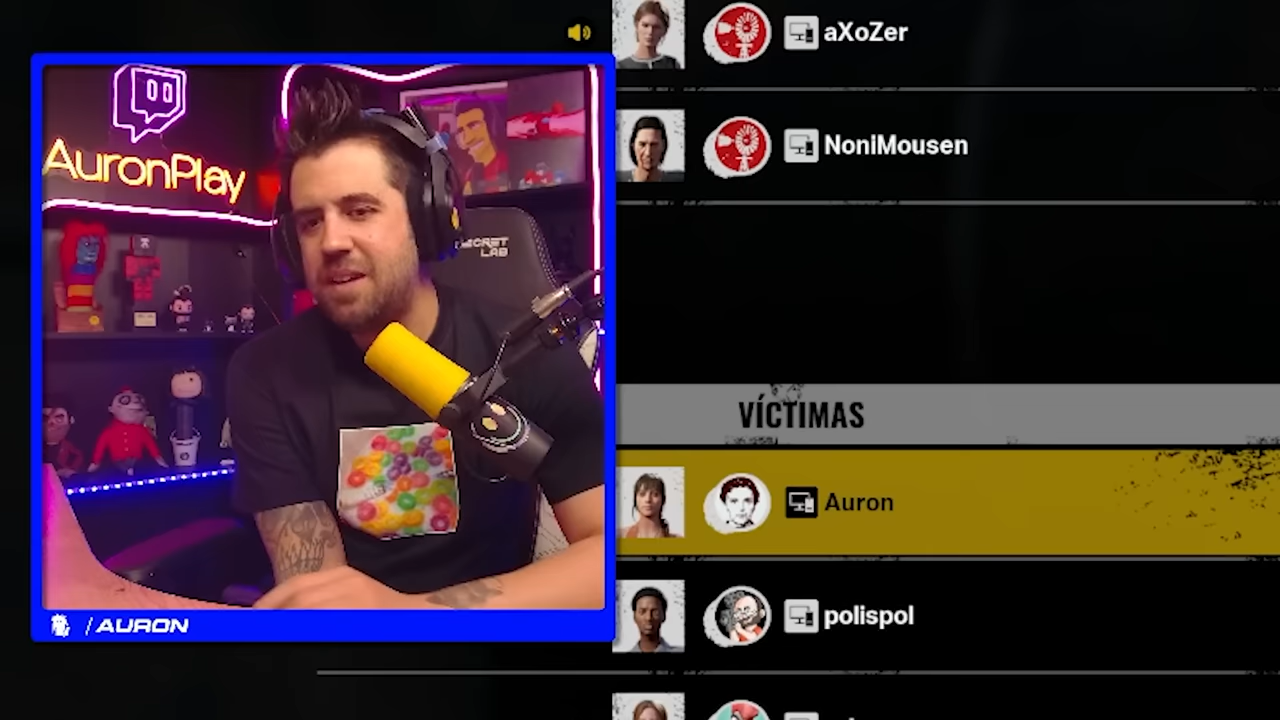 AuronPlay
SECRET
LAB
/AURON
aXoZer
NoniMousen
VÍCTIMAS
Auron
polispol